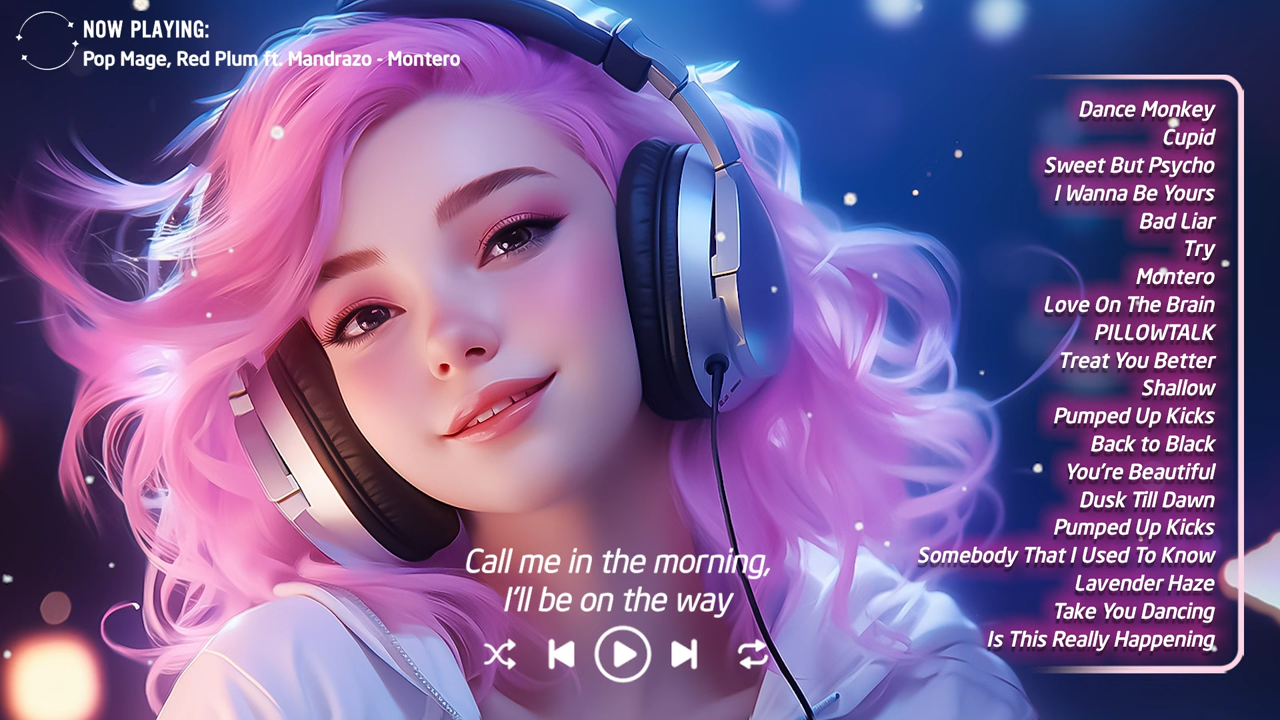 NOW PLAYING:
Pop Mage, Red Plum ft. Mandrazo - Montero
Dance Monkey
Cupid
Sweet But Psycho
I Wanna Be Yours
Bad Liar
Try
Montero
Love On The Brain
PILLOWTALK
Treat You Better
Shallow
Pumped Up Kicks
Back to Black
You're Beautiful
Dusk Till Dawn
Pumped Up Kicks
Somebody That I Used To Know
Lavender Haze
Take You Dancing
Is This Really Happening
Call me in the morning,
I'll be on the way